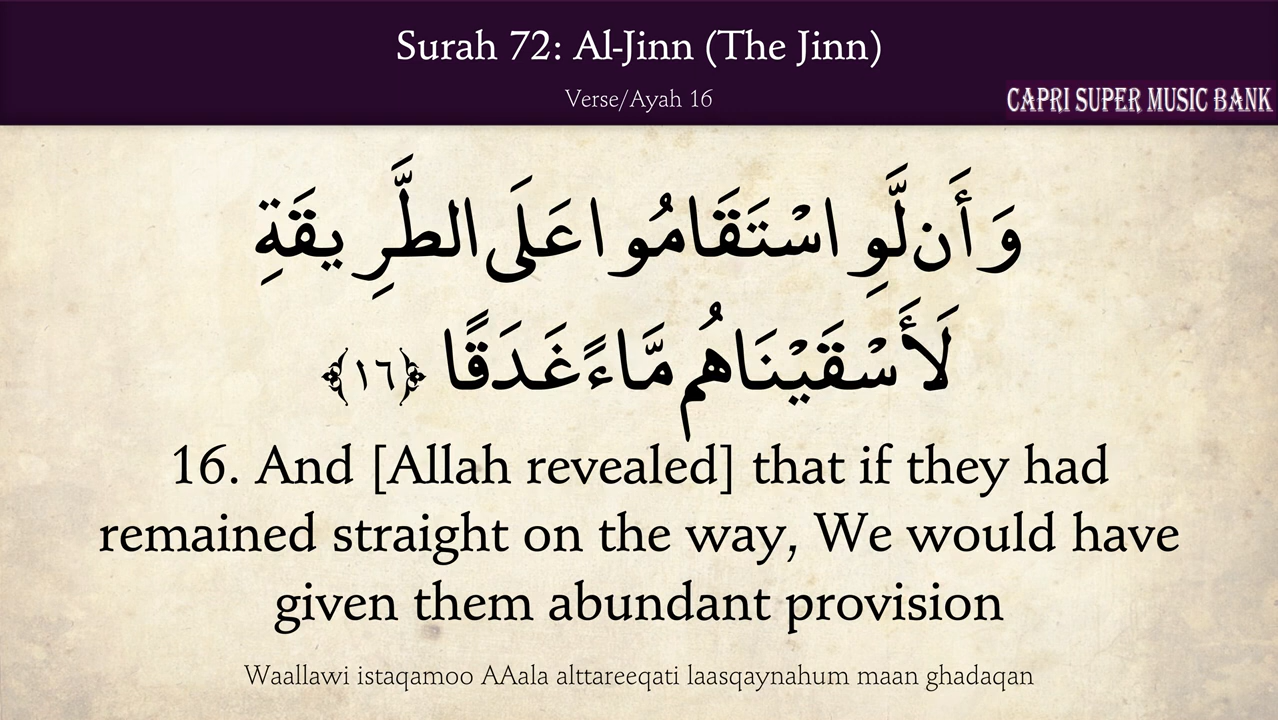 Surah 72: Al-Jinn (The Jinn)
Verse/Ayah 16
CAPRI SUPER MUSIC BANK
وَأَن لَّوِ اسْتَقَامُوا عَلَى الطَّرِيقَةِ
لَأَسْقَيْنَاهُم مَّاءً غَدَقًا ﴿١٦﴾
16. And [Allah revealed] that if they had
remained straight on the way, We would have
given them abundant provision
Waallawi istaqamoo AAala alttareeqati laasqaynahum maan ghadaqan